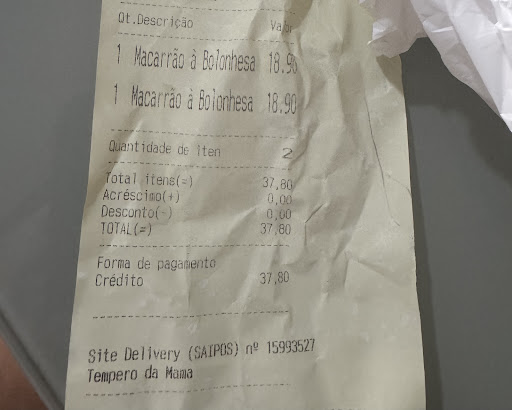 Qt.Descrição Valor
1 Macarrão à Bolonhesa 18.90
1 Macarrão à Bolonhesa 18.90
Quantidade de iten 2
Total itens(=) 37,80
Acréscimo(+) 0,00
Desconto(-) 0,00
TOTAL(=) 37,80
Forma de pagamento
Crédito 37,80
Site Delivery (SAIPOS) nº 15993527
Tempero da Mama